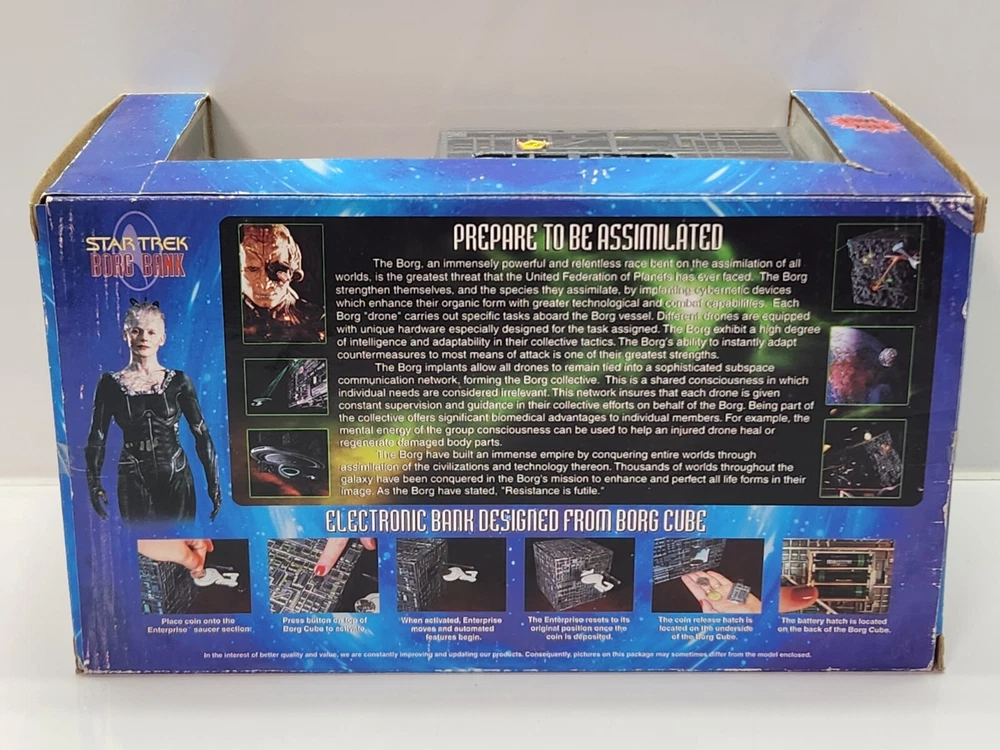 STAR TREK
BORG BANK
PREPARE TO BE ASSIMILATED
The Borg, an immensely powerful and relentless race bent on the assimilation of all
worlds, is the greatest threat that the United Federation of Planets has ever faced. The Borg
strengthen themselves, and the species they assimilate, by implanting cybernetic devices
which enhance their organic form with greater technological and combat capabilities. Each
Borg "drone" carries out specific tasks aboard the Borg vessel. Different drones are equipped
with unique hardware especially designed for the task assigned. The Borg exhibit a high degree
of intelligence and adaptability in their collective tactics. The Borg's ability to instantly adapt
countermeasures to most means of attack is one of their greatest strengths.
The Borg implants allow all drones to remain tied into a sophisticated subspace
communication network, forming the Borg collective. This is a shared consciousness in which
individual needs are considered irrelevant. This network insures that each drone is given
constant supervision and guidance in their collective efforts on behalf of the Borg. Being part of
the collective offers significant biomedical advantages to individual members. For example, the
mental energy of the group consciousness can be used to help an injured drone heal or
regenerate damaged body parts.
The Borg have built an immense empire by conquering entire worlds through
assimilation of the civilizations and technology thereon. Thousands of worlds throughout the
galaxy have been conquered in the Borg's mission to enhance and perfect all life forms in their
image. As the Borg have stated, "Resistance is futile."
ELECTRONIC BANK DESIGNED FROM BORG CUBE
Place coin onto the
Enterprise saucer section.
Press button on top of
Borg Cube to activate.
When activated, Enterprise
moves and automated
features begin.
The Enterprise resets to its
original position once the
coin is deposited.
The coin release hatch is
located on the underside
of the Borg Cube.
The battery hatch is located
on the back of the Borg Cube.
In the interest of better quality and value, we are constantly improving and updating our products. Consequently, pictures on this package may sometimes differ from the model enclosed.